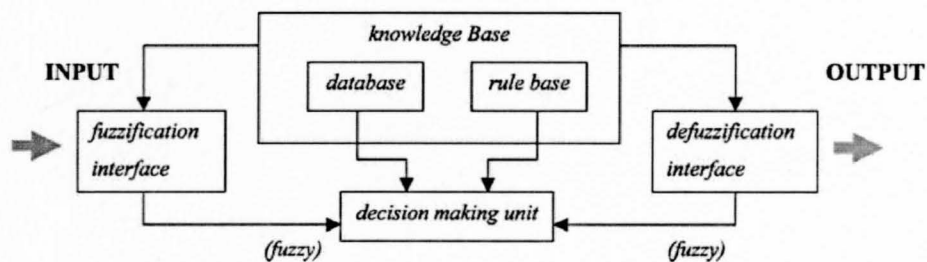 knowledge Base
INPUT
OUTPUT
database
rule base
fuzzification
interface
defuzzification
interface
decision making unit
(fuzzy)
(fuzzy)